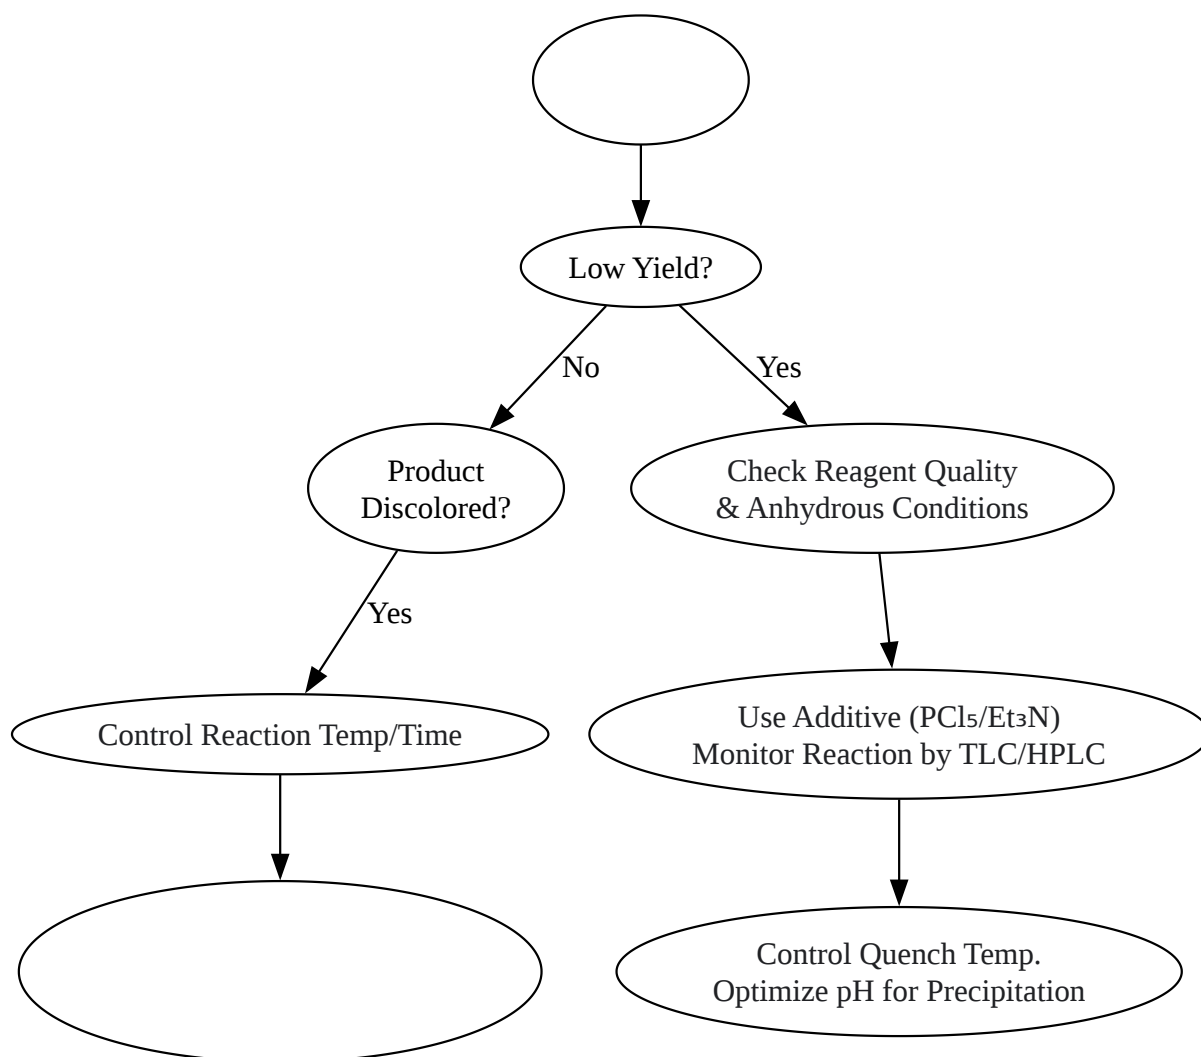 Low Yield?
No
Yes
Product
Discolored?
Check Reagent Quality
& Anhydrous Conditions
Yes
Control Reaction Temp/Time
Use Additive (PCl₅/Et₃N)
Monitor Reaction by TLC/HPLC
Control Quench Temp.
Optimize pH for Precipitation